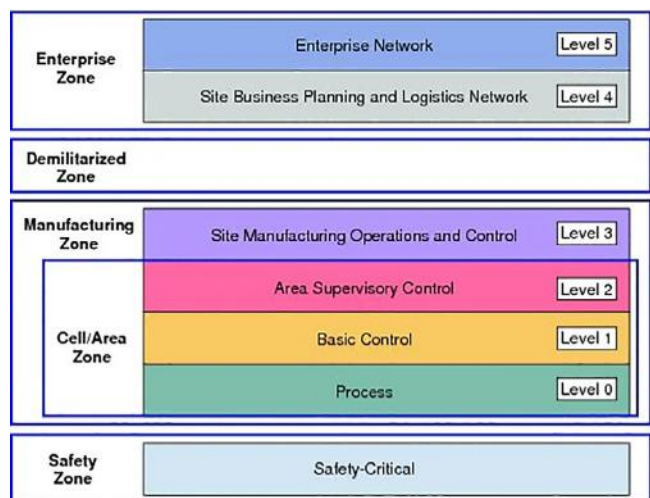 Enterprise
Zone
Enterprise Network
Level 5
Site Business Planning and Logistics Network
Level 4
Demilitarized
Zone
Manufacturing
Zone
Site Manufacturing Operations and Control
Level 3
Cell/Area
Zone
Area Supervisory Control
Level 2
Basic Control
Level 1
Process
Level 0
Safety
Zone
Safety-Critical